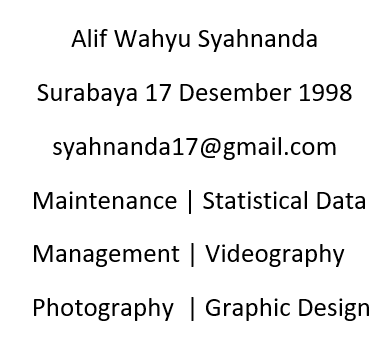 Alif Wahyu Syahnanda
Surabaya 17 Desember 1998
syahnanda17@gmail.com
Maintenance | Statistical Data
Management | Videography
Photography | Graphic Design